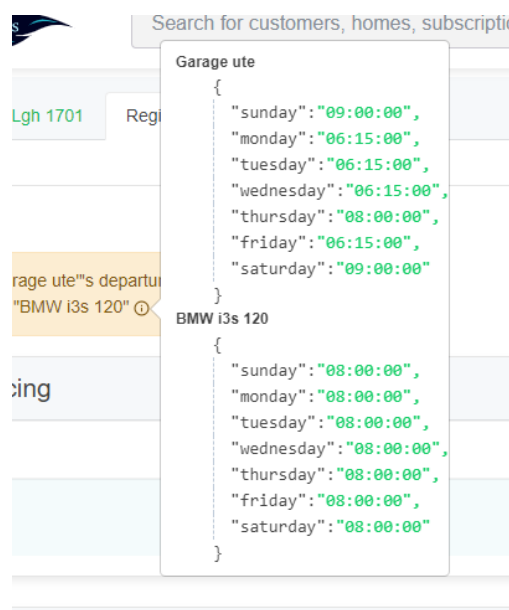 s
Search for customers, homes, subscripti
Garage ute
{
"sunday":"09:00:00",
"monday":"06:15:00",
"tuesday":"06:15:00",
"wednesday":"06:15:00",
"thursday":"08:00:00",
"friday":"06:15:00",
"saturday":"09:00:00"
}
BMW i3s 120
{
"sunday":"08:00:00",
"monday":"08:00:00",
"tuesday":"08:00:00",
"wednesday":"08:00:00",
"thursday":"08:00:00",
"friday":"08:00:00",
"saturday":"08:00:00"
}
Lgh 1701 Regi
rage ute"'s departu
"BMW i3s 120"
cing